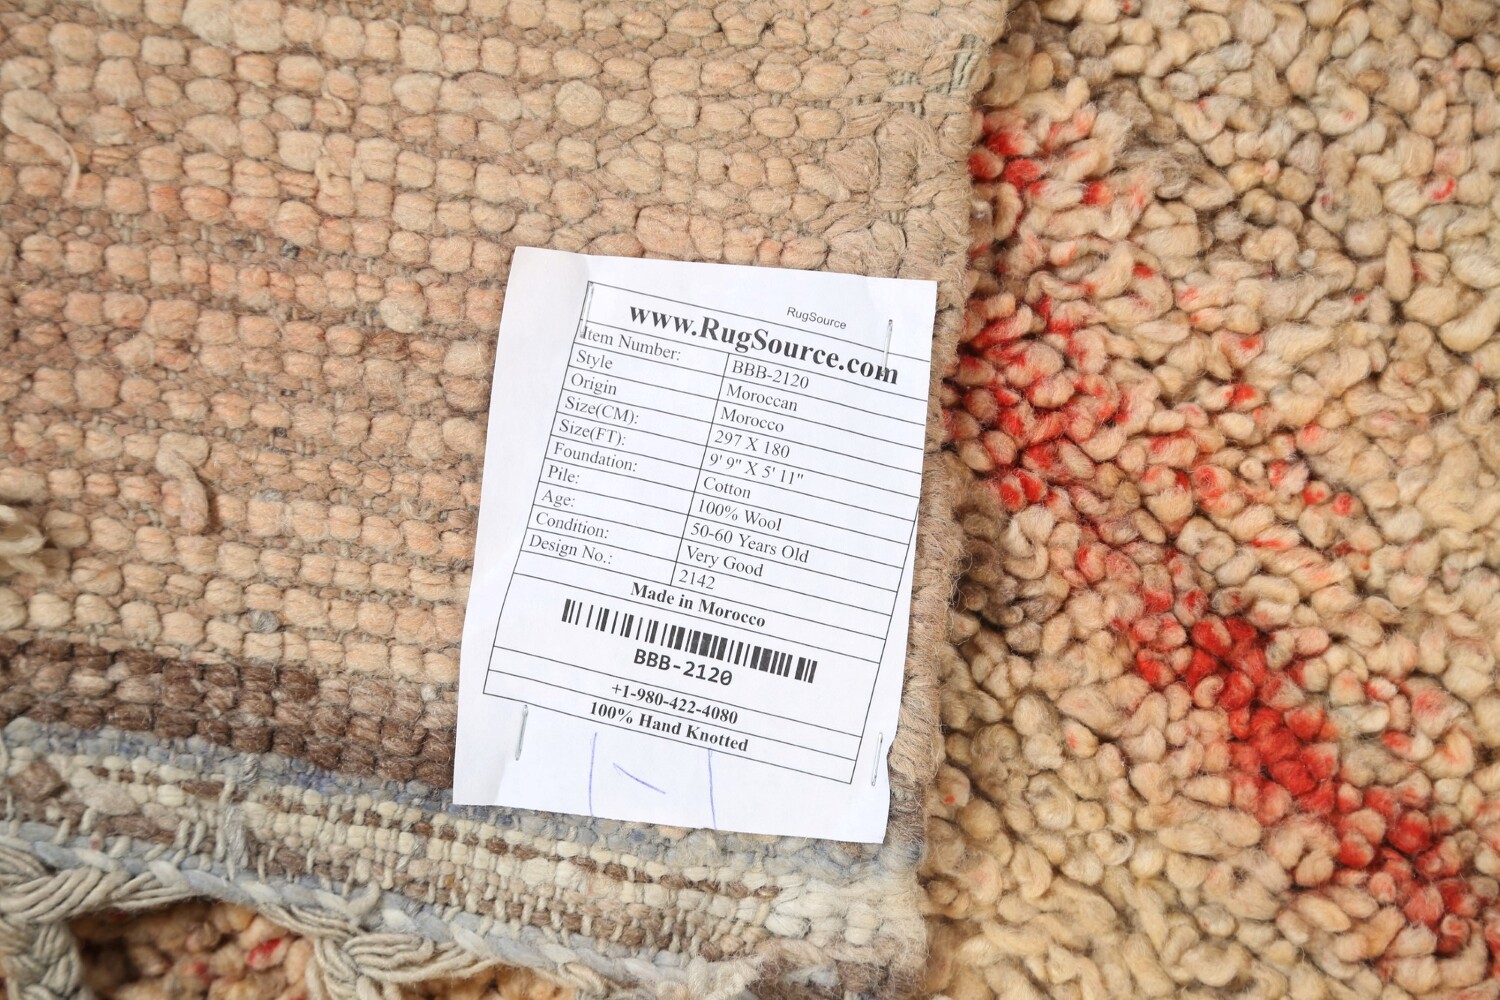 RugSource
www.RugSource.com
Item Number: BBB-2120
Style Moroccan
Origin Morocco
Size(CM): 297 X 180
Size(FT): 9' 9" X 5' 11"
Foundation: Cotton
Pile: 100% Wool
Age: 50-60 Years Old
Condition: Very Good
Design No.: 2142
Made in Morocco
BBB-2120
+1-980-422-4080
100% Hand Knotted